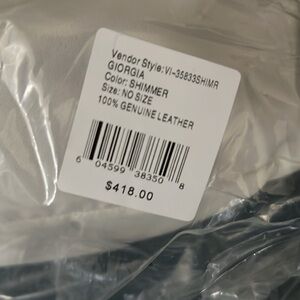 Vendor Style:VI-35833SHIMR
GIORGIA
Color: SHIMMER
Size: NO SIZE
100% GENUINE LEATHER
6 04599 38350 8
$418.00